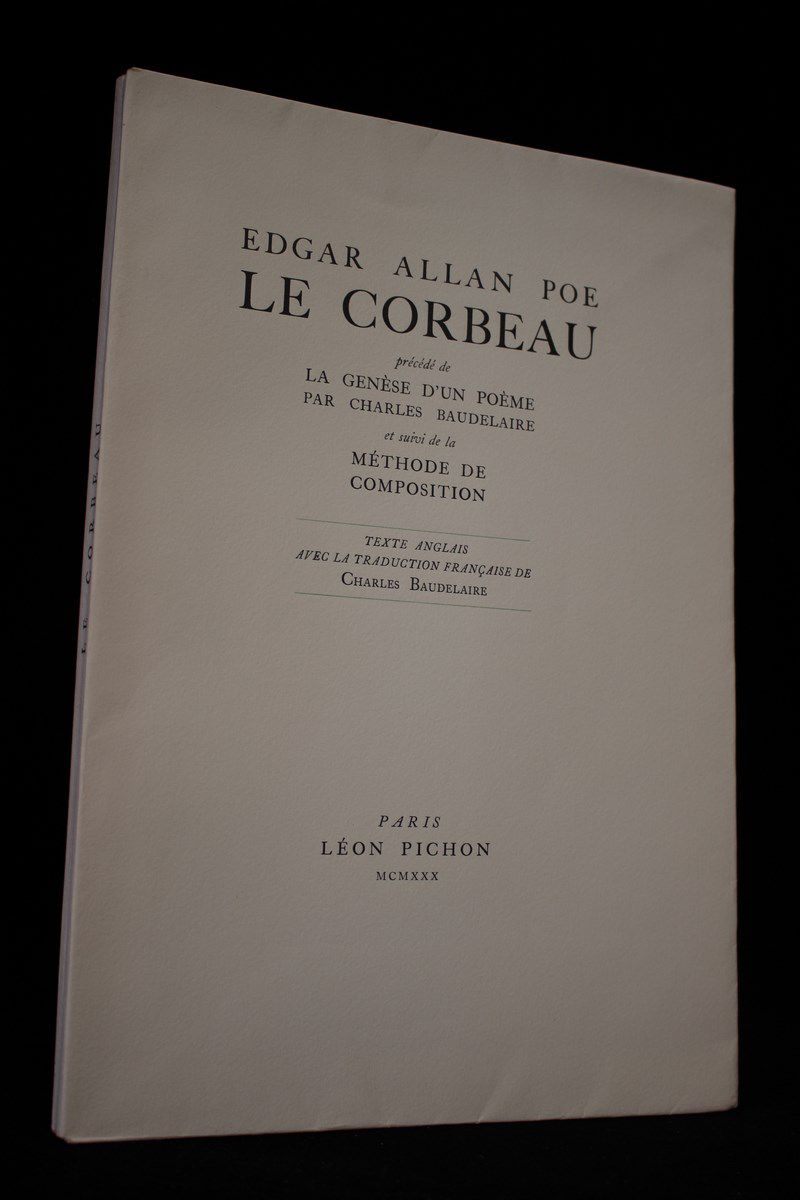 EDGAR ALLAN POE
LE CORBEAU
précédé de
LA GENÈSE D'UN POÈME
PAR CHARLES BAUDELAIRE
et suivi de la
MÉTHODE DE
COMPOSITION
TEXTE ANGLAIS
AVEC LA TRADUCTION FRANÇAISE DE
CHARLES BAUDELAIRE
PARIS
LÉON PICHON
MCMXXX
LE CORBEAU